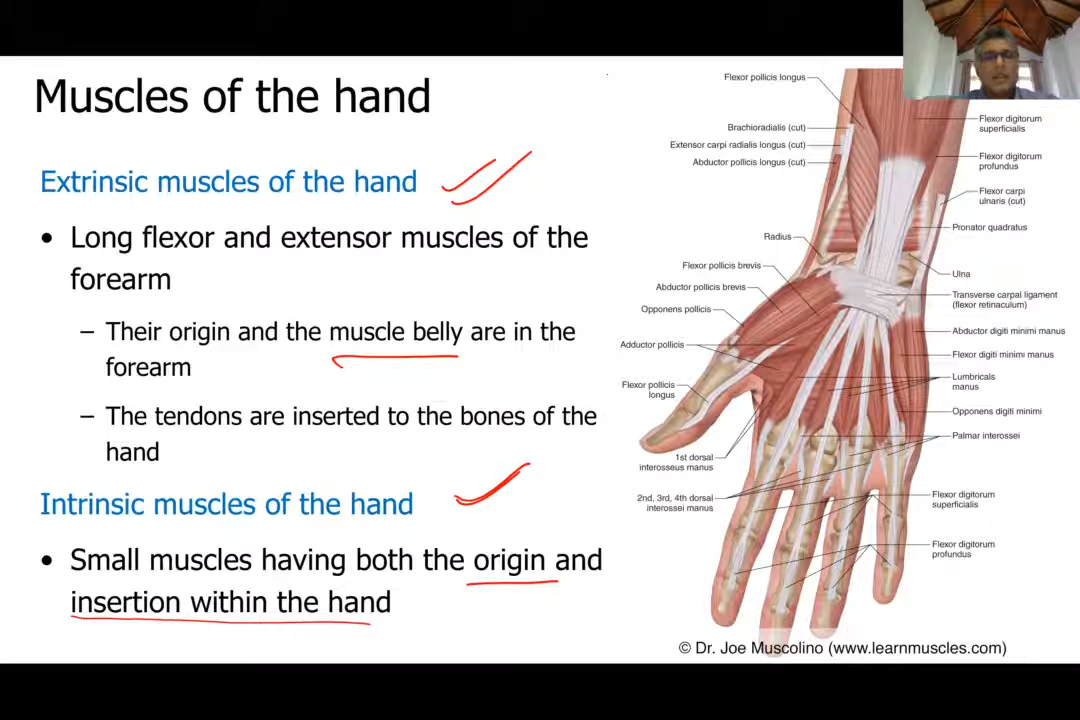 Muscles of the hand
Extrinsic muscles of the hand
• Long flexor and extensor muscles of the
forearm
– Their origin and the muscle belly are in the
forearm
– The tendons are inserted to the bones of the
hand
Intrinsic muscles of the hand
• Small muscles having both the origin and
insertion within the hand
Flexor pollicis longus
Brachioradialis (cut)
Extensor carpi radialis longus (cut)
Abductor pollicis longus (cut)
Radius
Flexor pollicis brevis
Abductor pollicis brevis
Opponens pollicis
Adductor pollicis
Flexor pollicis
longus
1st dorsal
interosseus manus
2nd, 3rd, 4th dorsal
interossei manus
Flexor digitorum
superficialis
Flexor digitorum
profundus
Flexor carpi
ulnaris (cut)
Pronator quadratus
Ulna
Transverse carpal ligament
(flexor retinaculum)
Abductor digiti minimi manus
Flexor digiti minimi manus
Lumbricals
manus
Opponens digiti minimi
Palmar interossei
Flexor digitorum
superficialis
Flexor digitorum
profundus
© Dr. Joe Muscolino (www.learnmuscles.com)